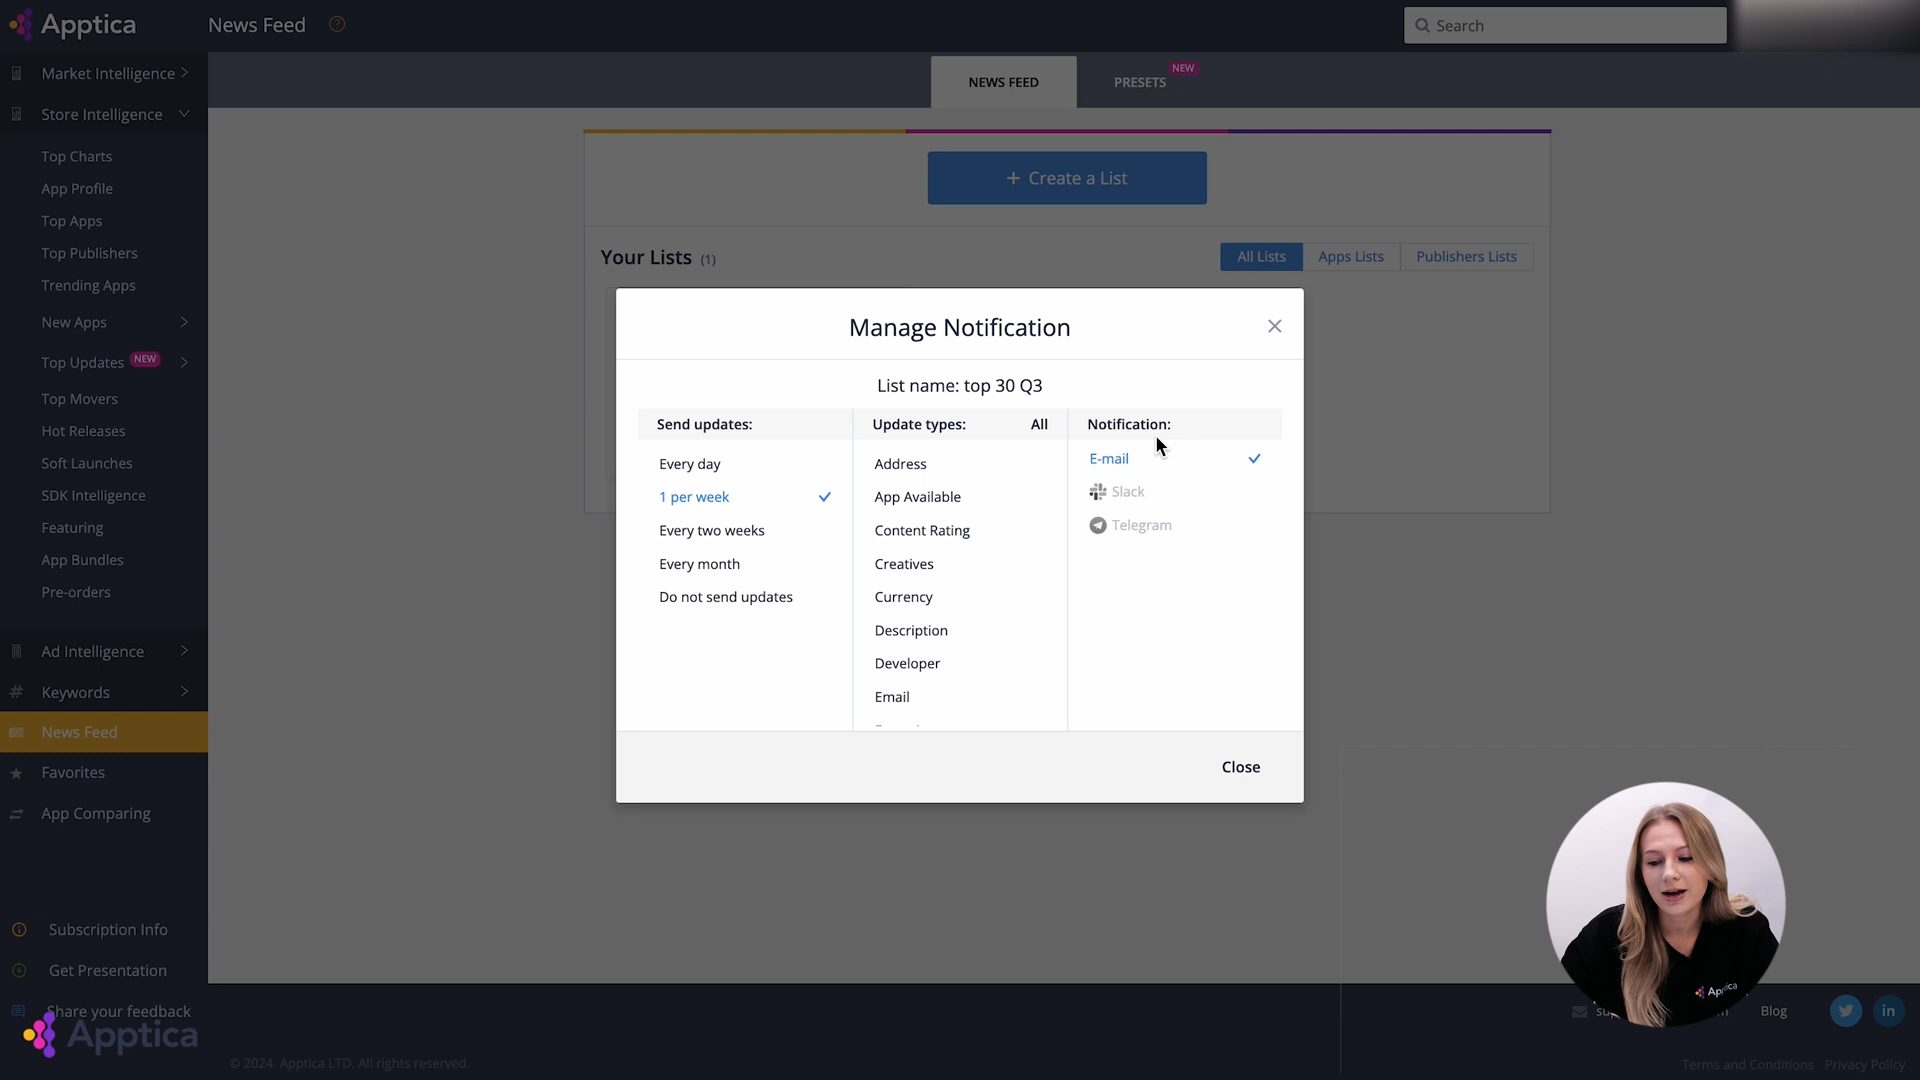 Apptica
News Feed
Search
Market Intelligence
Store Intelligence
Top Charts
App Profile
Top Apps
Top Publishers
Trending Apps
New Apps
Top Updates NEW
Top Movers
Hot Releases
Soft Launches
SDK Intelligence
Featuring
App Bundles
Pre-orders
Ad Intelligence
Keywords
News Feed
Favorites
App Comparing
Subscription Info
Get Presentation
Share your feedback
Apptica
NEWS FEED
PRESETS NEW
+ Create a List
Your Lists (1)
All Lists
Apps Lists
Publishers Lists
Manage Notification
List name: top 30 Q3
Send updates:
Every day
1 per week
Every two weeks
Every month
Do not send updates
Update types: All
Address
App Available
Content Rating
Creatives
Currency
Description
Developer
Email
Notification:
E-mail
Slack
Telegram
Close
Apptica
Blog
© 2024. Apptica LTD. All rights reserved.
Terms and Conditions
Privacy Policy